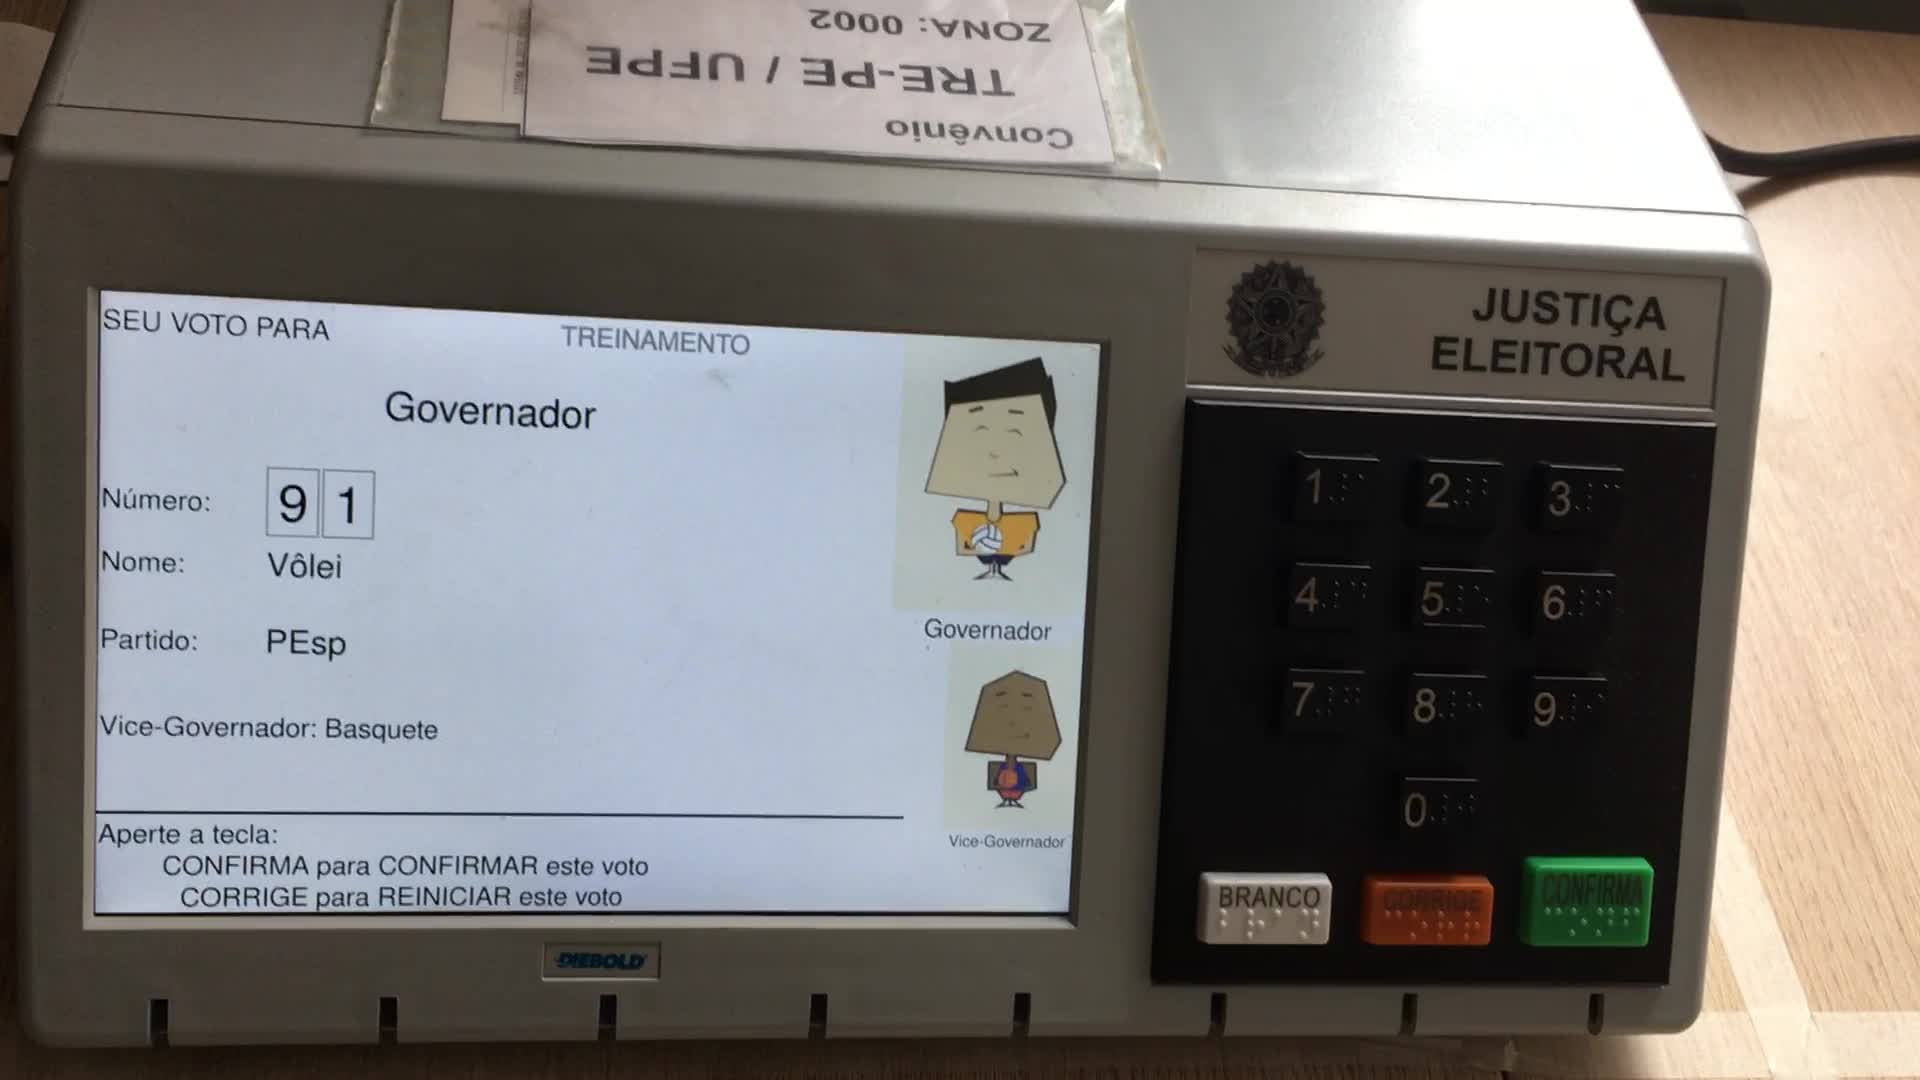 ZONA: 0002
TRE-PE / UFPE
Convênio
SEU VOTO PARA
TREINAMENTO
Governador
Número: 9 1
Nome: Vôlei
Partido: PEsp
Vice-Governador: Basquete
Governador
Vice-Governador
Aperte a tecla:
CONFIRMA para CONFIRMAR este voto
CORRIGE para REINICIAR este voto
DIEBOLD
JUSTIÇA
ELEITORAL
1 2 3
4 5 6
7 8 9
0
BRANCO CORRIGE CONFIRMA